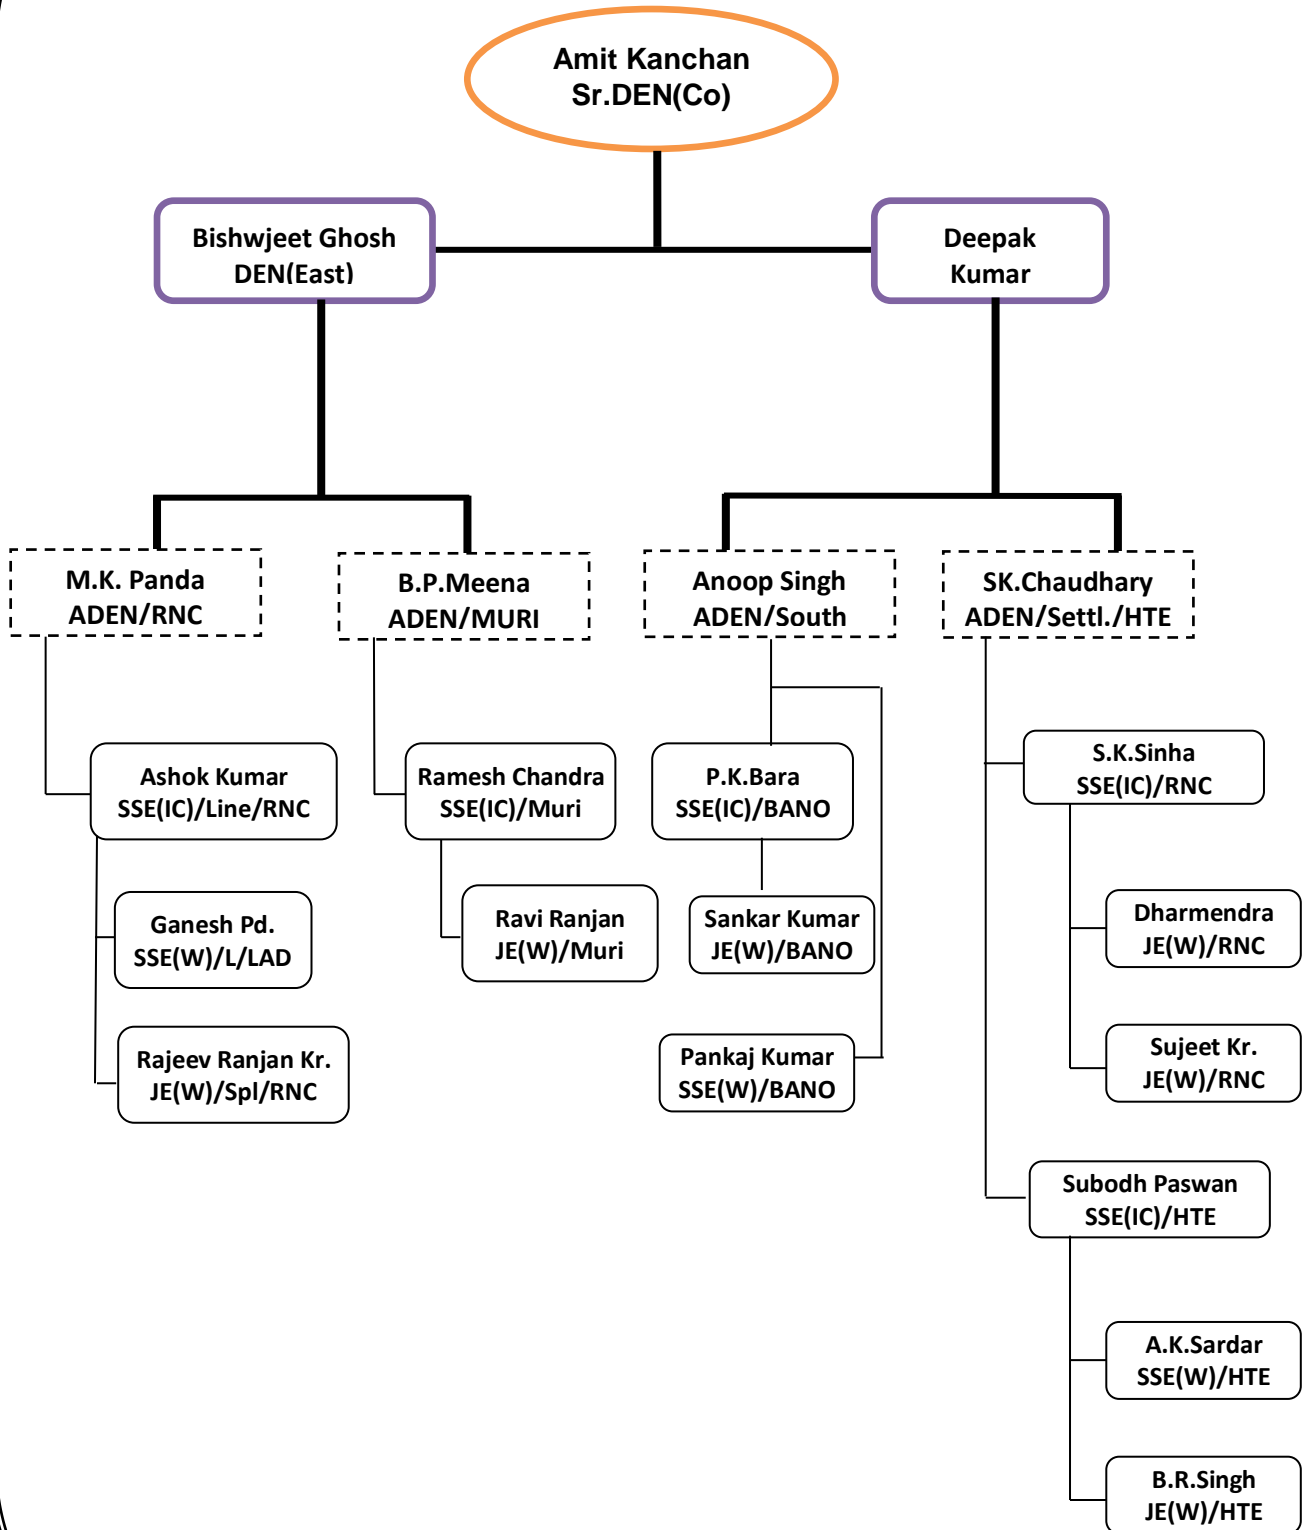 Amit Kanchan
Sr.DEN(Co)
Bishwjeet Ghosh
DEN(East)
Deepak
Kumar
M.K. Panda
ADEN/RNC
B.P.Meena
ADEN/MURI
Anoop Singh
ADEN/South
SK.Chaudhary
ADEN/Settl./HTE
Ashok Kumar
SSE(IC)/Line/RNC
Ramesh Chandra
SSE(IC)/Muri
P.K.Bara
SSE(IC)/BANO
S.K.Sinha
SSE(IC)/RNC
Ganesh Pd.
SSE(W)/L/LAD
Ravi Ranjan
JE(W)/Muri
Sankar Kumar
JE(W)/BANO
Dharmendra
JE(W)/RNC
Rajeev Ranjan Kr.
JE(W)/Spl/RNC
Pankaj Kumar
SSE(W)/BANO
Sujeet Kr.
JE(W)/RNC
Subodh Paswan
SSE(IC)/HTE
A.K.Sardar
SSE(W)/HTE
B.R.Singh
JE(W)/HTE